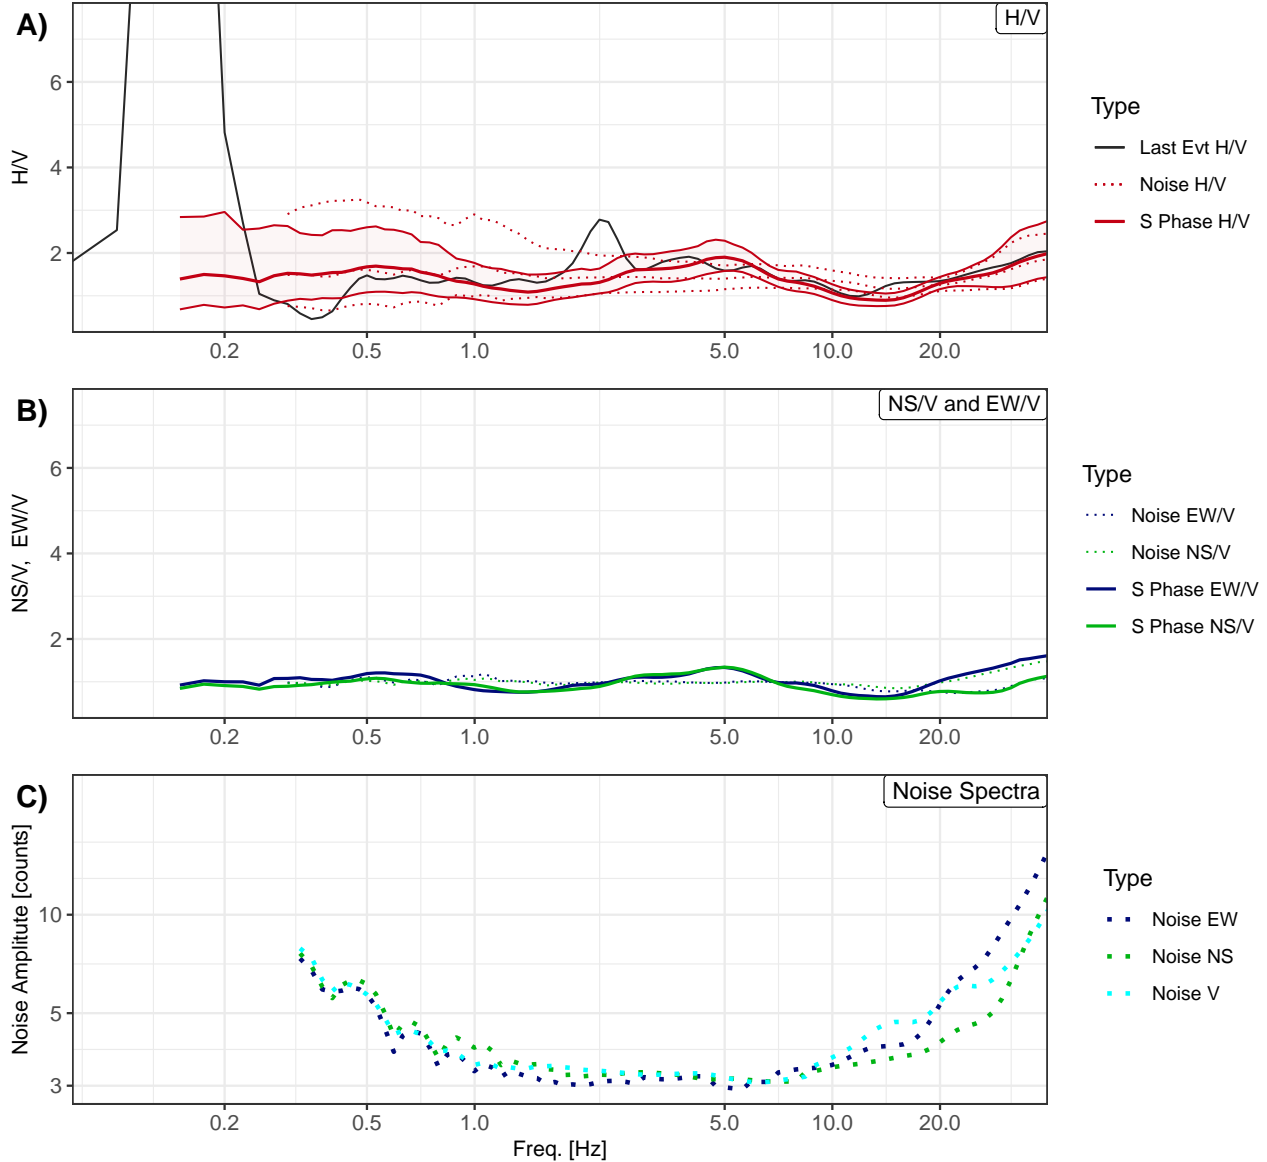 A)
H/V
6
4
2
H/V
0.2 0.5 1.0 5.0 10.0 20.0
Type
Last Evt H/V
Noise H/V
S Phase H/V
B)
NS/V and EW/V
6
4
2
NS/V, EW/V
0.2 0.5 1.0 5.0 10.0 20.0
Type
Noise EW/V
Noise NS/V
S Phase EW/V
S Phase NS/V
C)
Noise Spectra
10
5
3
Noise Amplitute [counts]
0.2 0.5 1.0 5.0 10.0 20.0
Freq. [Hz]
Type
Noise EW
Noise NS
Noise V